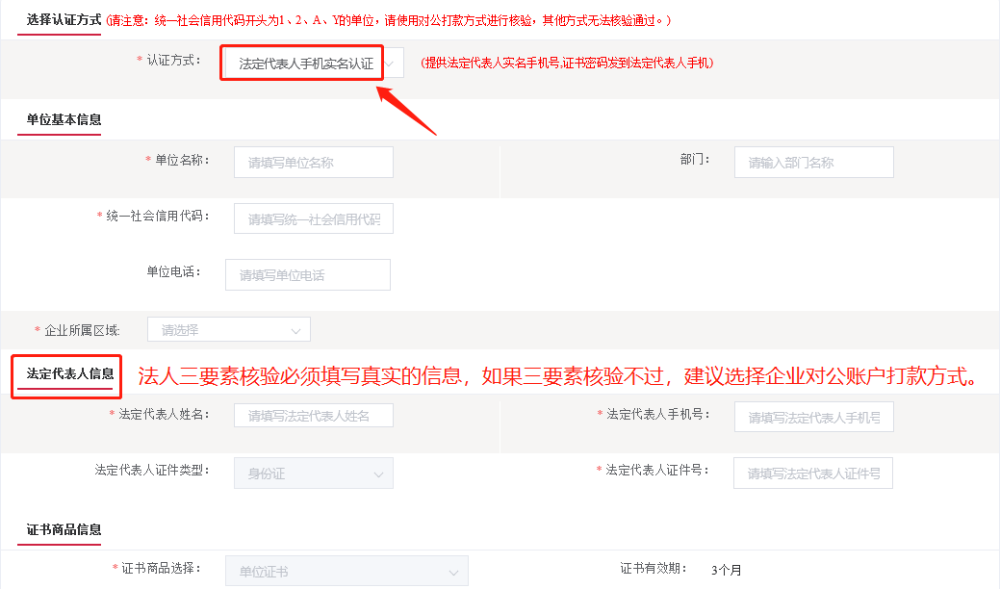 选择认证方式 (请注意：统一社会信用代码开头为1、2、A、Y的单位，请使用对公打款方式进行核验，其他方式无法核验通过。)
* 认证方式： 法定代表人手机实名认证 (提供法定代表人实名手机号,证书密码发到法定代表人手机)
单位基本信息
* 单位名称： 请填写单位名称 部门： 请输入部门名称
* 统一社会信用代码： 请填写统一社会信用代码
单位电话： 请填写单位电话
* 企业所属区域: 请选择
法定代表人信息 法人三要素核验必须填写真实的信息，如果三要素核验不过，建议选择企业对公账户打款方式。
* 法定代表人姓名： 请填写法定代表人姓名 * 法定代表人手机号： 请填写法定代表人手机号
法定代表人证件类型： 身份证 * 法定代表人证件号： 请填写法定代表人证件号
证书商品信息
* 证书商品选择： 单位证书 证书有效期： 3个月